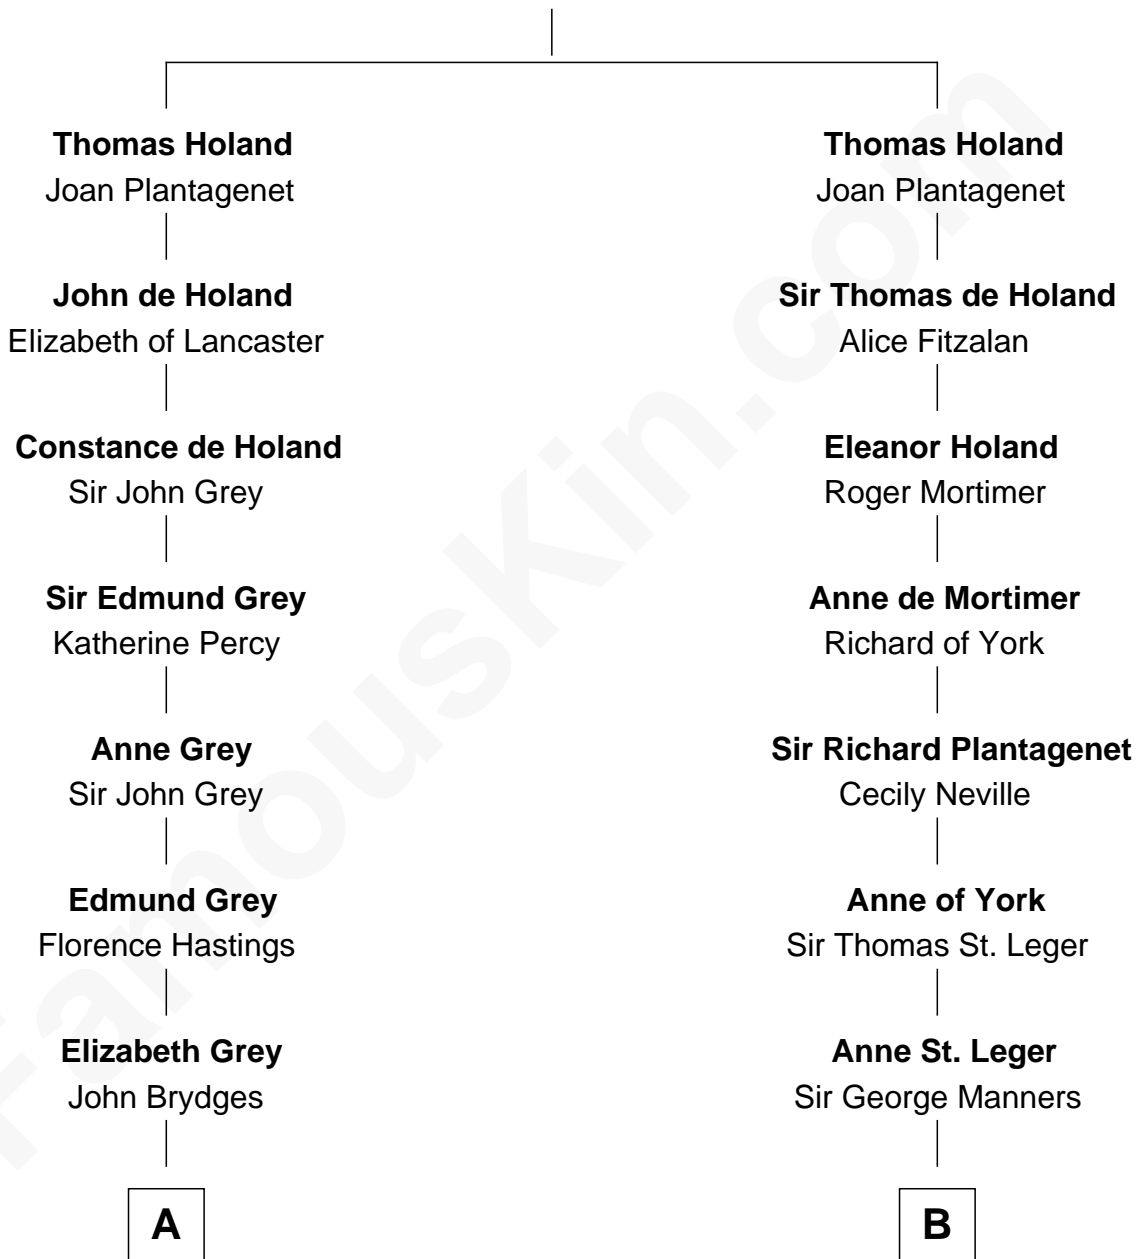 Thomas Holand
Joan Plantagenet
John de Holand
Elizabeth of Lancaster
Constance de Holand
Sir John Grey
Sir Edmund Grey
Katherine Percy
Anne Grey
Sir John Grey
Edmund Grey
Florence Hastings
Elizabeth Grey
John Brydges
A
Thomas Holand
Joan Plantagenet
Sir Thomas de Holand
Alice Fitzalan
Eleanor Holand
Roger Mortimer
Anne de Mortimer
Richard of York
Sir Richard Plantagenet
Cecily Neville
Anne of York
Sir Thomas St. Leger
Anne St. Leger
Sir George Manners
B
FamousKin.com